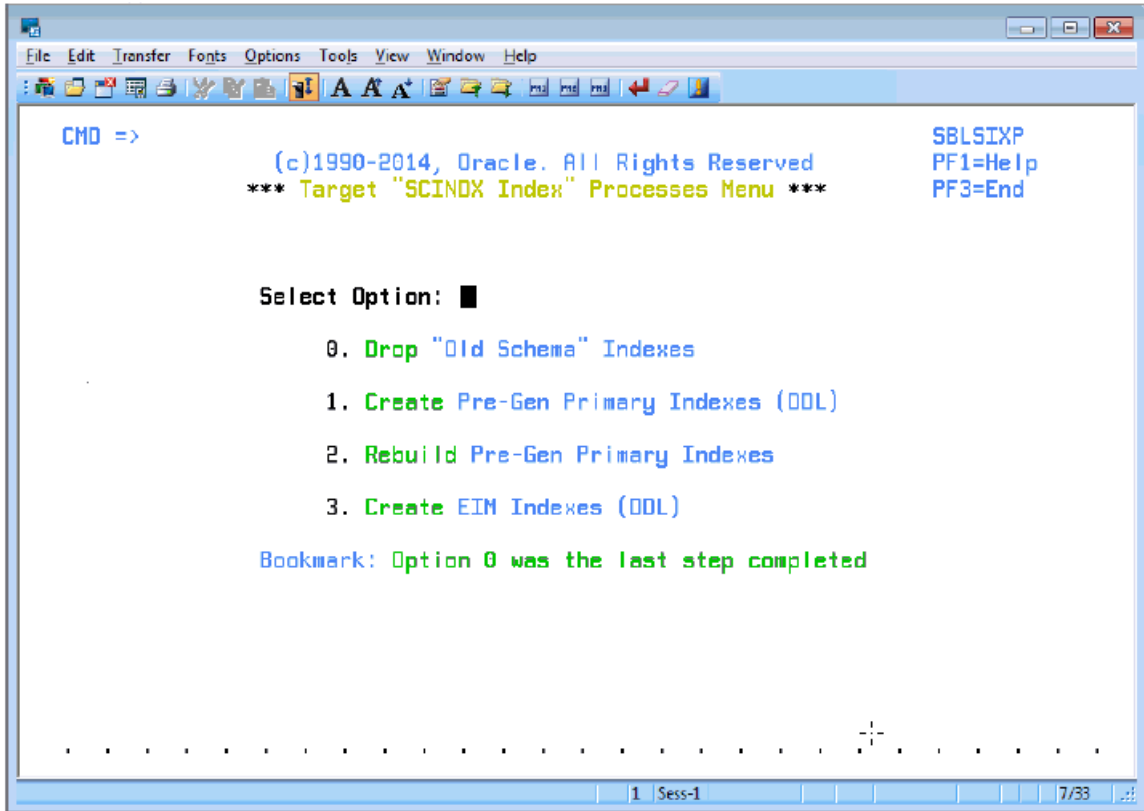 File Edit Transfer Fonts Options Tools View Window Help
CMD => SBLSIXP
(c)1990-2014, Oracle. All Rights Reserved PF1=Help
*** Target "SCINDX Index" Processes Menu *** PF3=End
Select Option:
0. Drop "Old Schema" Indexes
1. Create Pre-Gen Primary Indexes (DDL)
2. Rebuild Pre-Gen Primary Indexes
3. Create EIM Indexes (DDL)
Bookmark: Option 0 was the last step completed
. . . . . . . . . . . . . . . . . . . . . . . . . . .
1 Sess-1 7/33